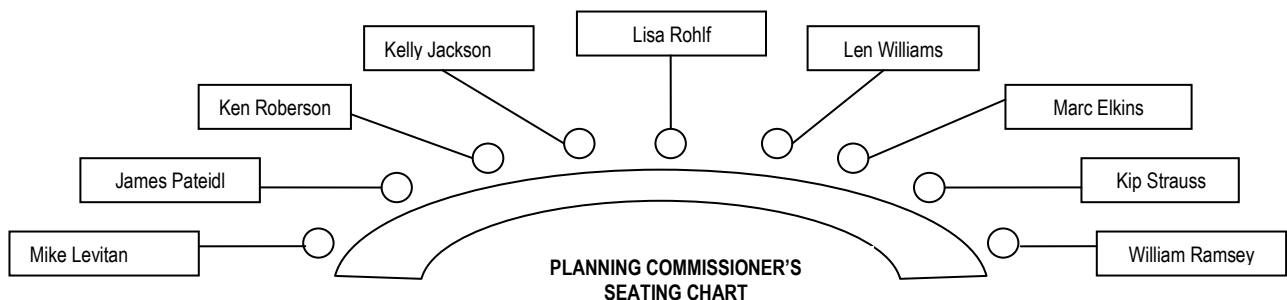 Lisa Rohlf
Kelly Jackson
Len Williams
Ken Roberson
Marc Elkins
James Pateidl
Kip Strauss
Mike Levitan
William Ramsey
PLANNING COMMISSIONER'S
SEATING CHART